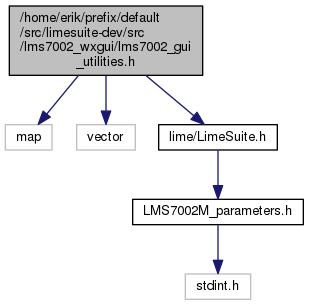 /home/erik/prefix/default
/src/limesuite-dev/src
/lms7002_wxgui/lms7002_gui
_utilities.h
map
vector
lime/LimeSuite.h
LMS7002M_parameters.h
stdint.h